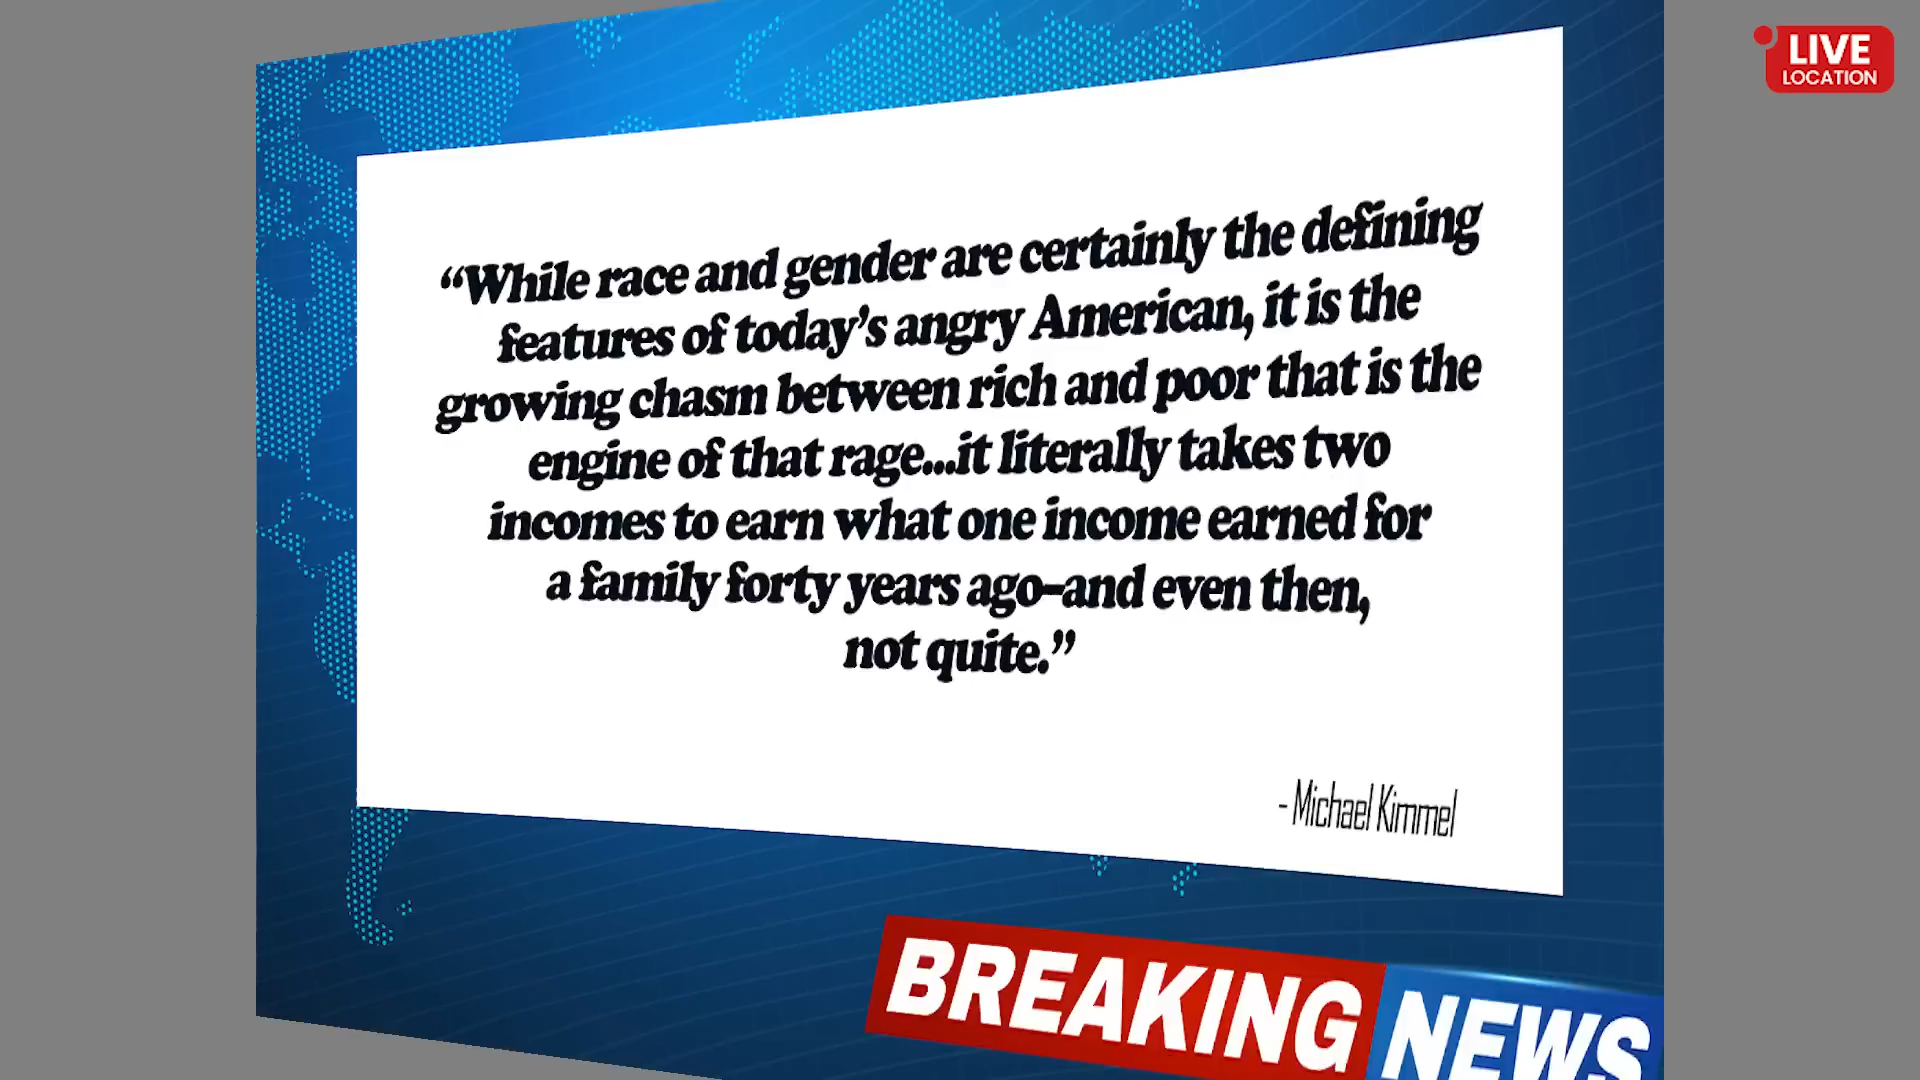 LIVE
LOCATION
“While race and gender are certainly the defining
features of today’s angry American, it is the
growing chasm between rich and poor that is the
engine of that rage...it literally takes two
incomes to earn what one income earned for
a family forty years ago–and even then,
not quite.”
- Michael Kimmel
BREAKING NEWS